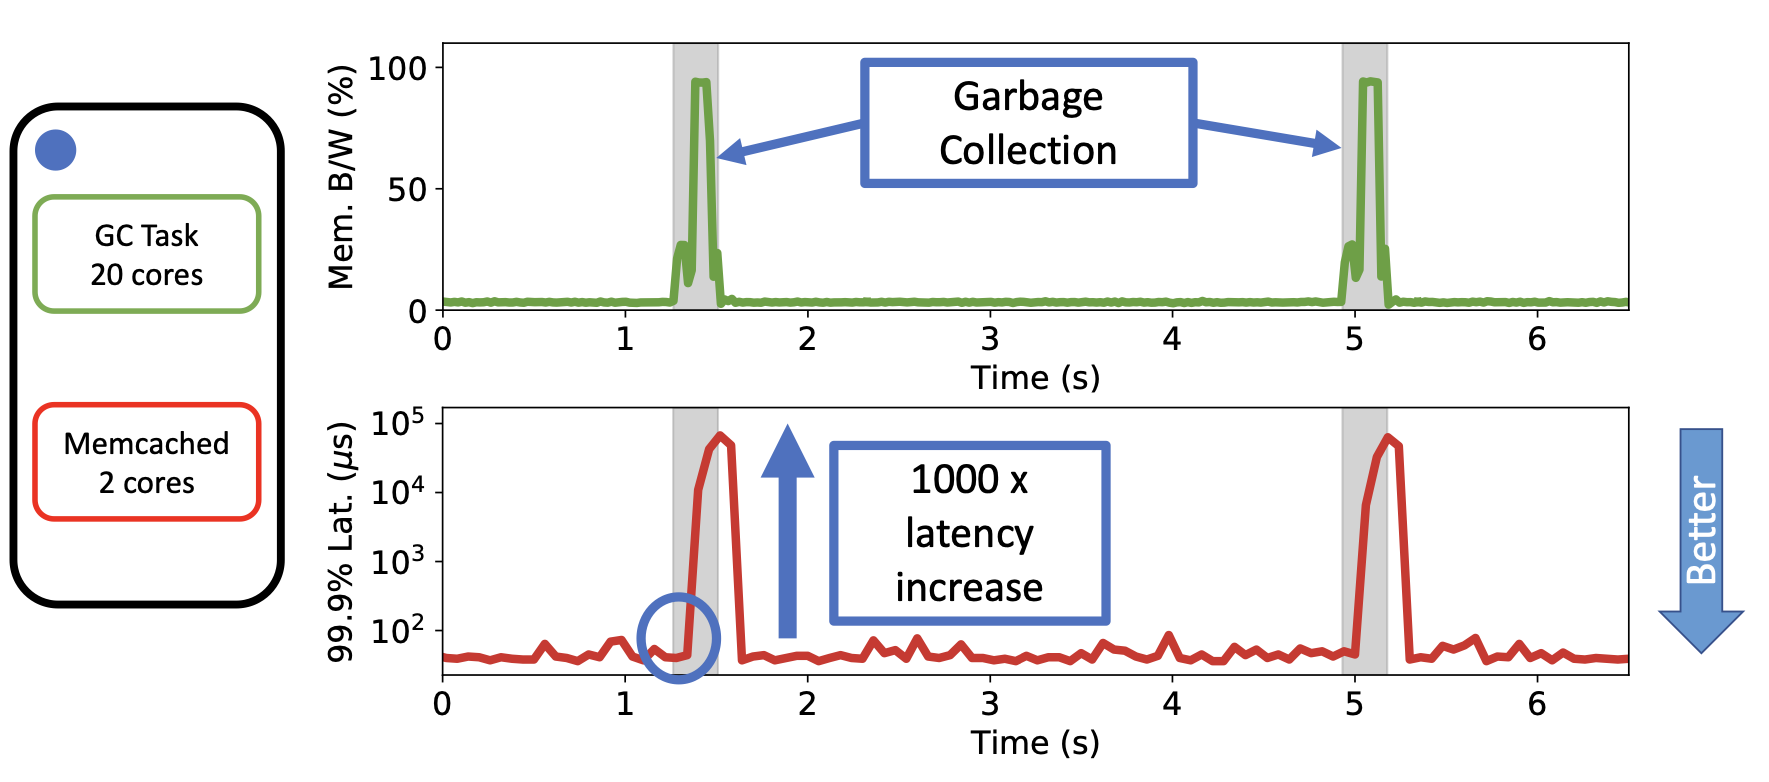 GC Task
20 cores
Memcached
2 cores
Mem. B/W (%)
100
50
0
Garbage
Collection
0 1 2 3 4 5 6
Time (s)
99.9% Lat. (μs)
10⁵
10⁴
10³
10²
1000 x
latency
increase
0 1 2 3 4 5 6
Time (s)
Better